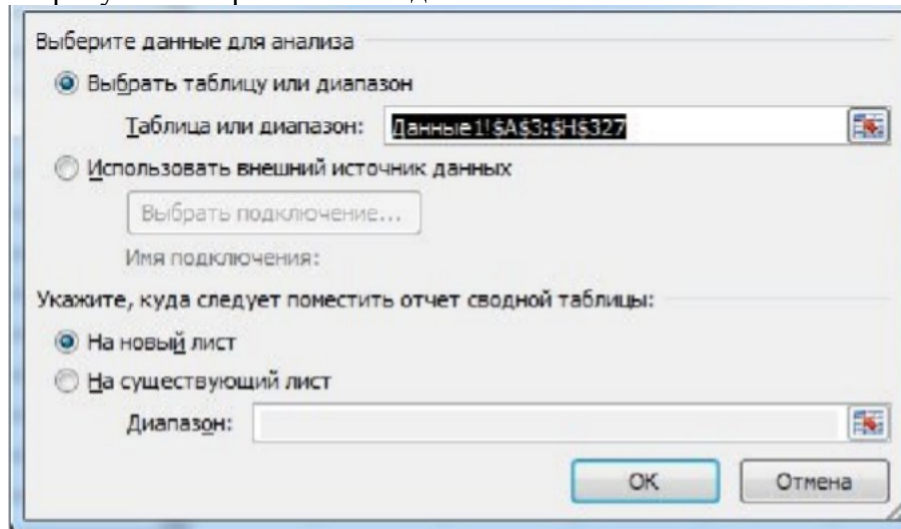 Выберите данные для анализа
Выбрать таблицу или диапазон
Таблица или диапазон: Данные1!$A$3:$H$327
Использовать внешний источник данных
Выбрать подключение...
Имя подключения:
Укажите, куда следует поместить отчет сводной таблицы:
На новый лист
На существующий лист
Диапазон:
ОК Отмена